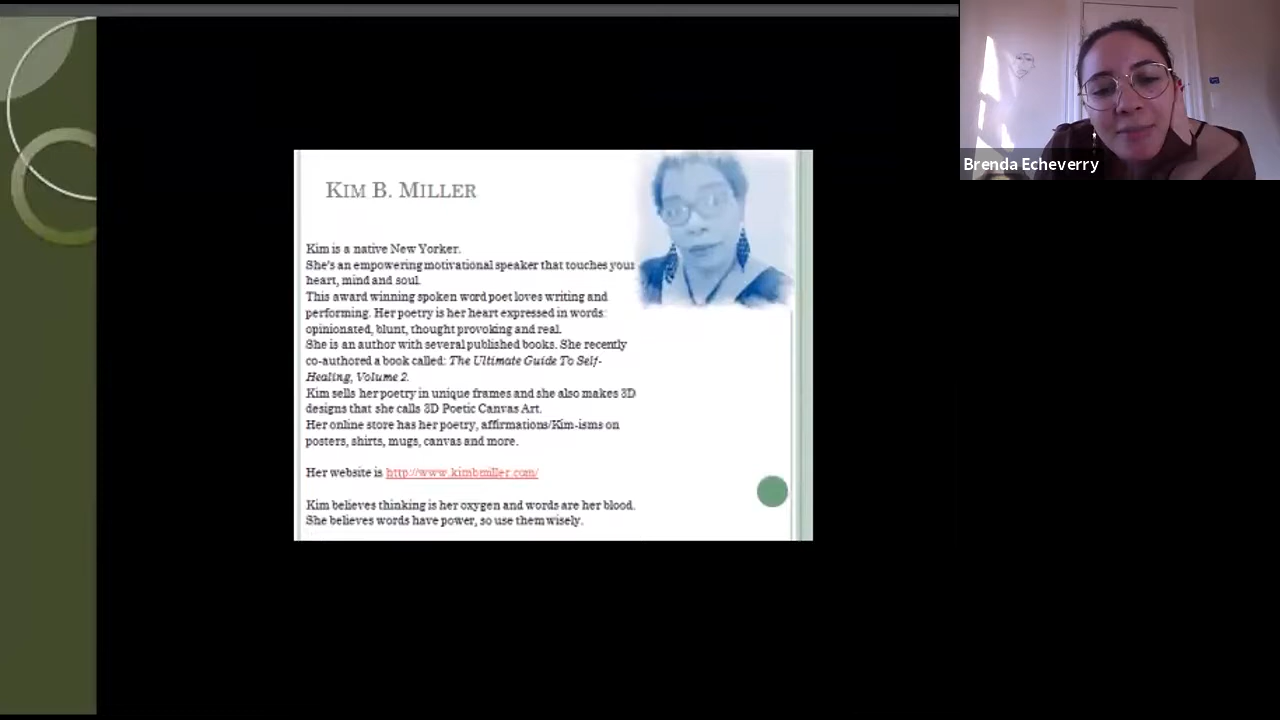 Brenda Echeverry
KIM B. MILLER
Kim is a native New Yorker.
She's an empowering motivational speaker that touches your
heart, mind and soul.
This award winning spoken word poet loves writing and
performing. Her poetry is her heart expressed in words:
opinionated, blunt, thought provoking and real.
She is an author with several published books. She recently
co-authored a book called: The Ultimate Guide To Self-
Healing, Volume 2.
Kim sells her poetry in unique frames and she also makes 3D
designs that she calls 3D Poetic Canvas Art.
Her online store has her poetry, affirmations/Kim-isms on
posters, shirts, mugs, canvas and more.
Her website is http://www.kimbmiller.com/
Kim believes thinking is her oxygen and words are her blood.
She believes words have power, so use them wisely.